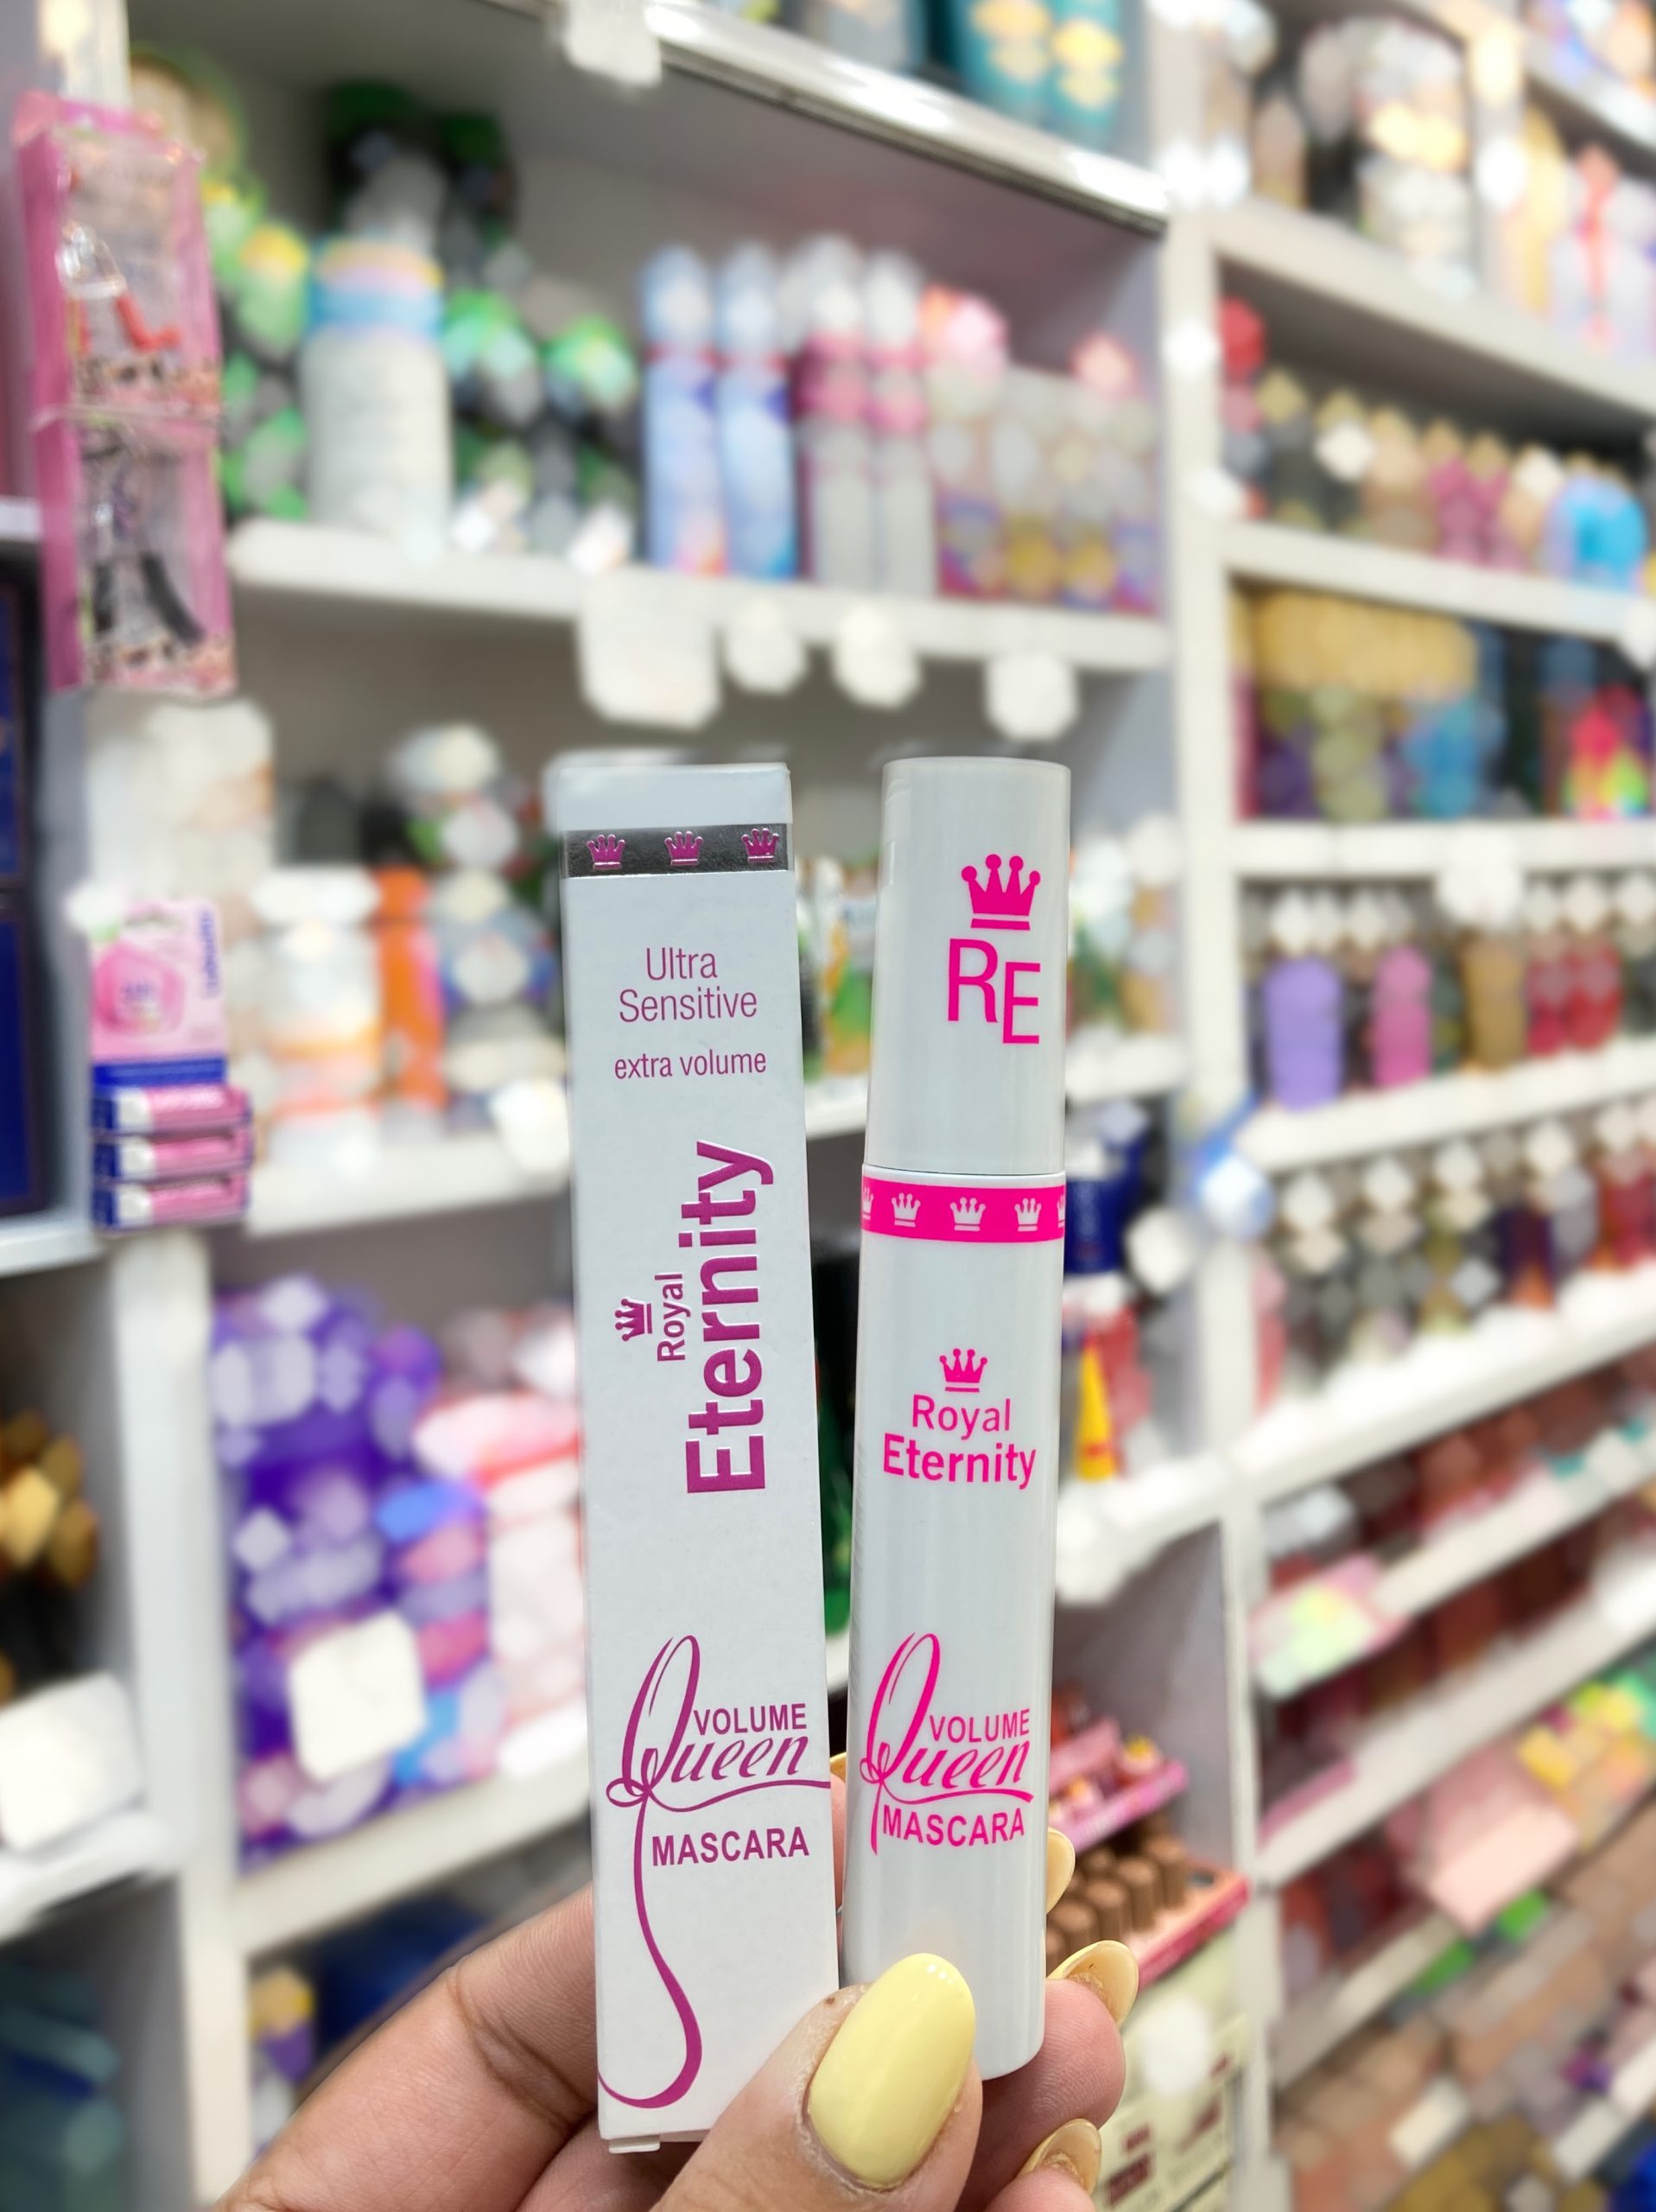 Ultra
Sensitive
extra volume
Royal
Eternity
VOLUME
Queen
MASCARA
RE
Royal
Eternity
VOLUME
Queen
MASCARA